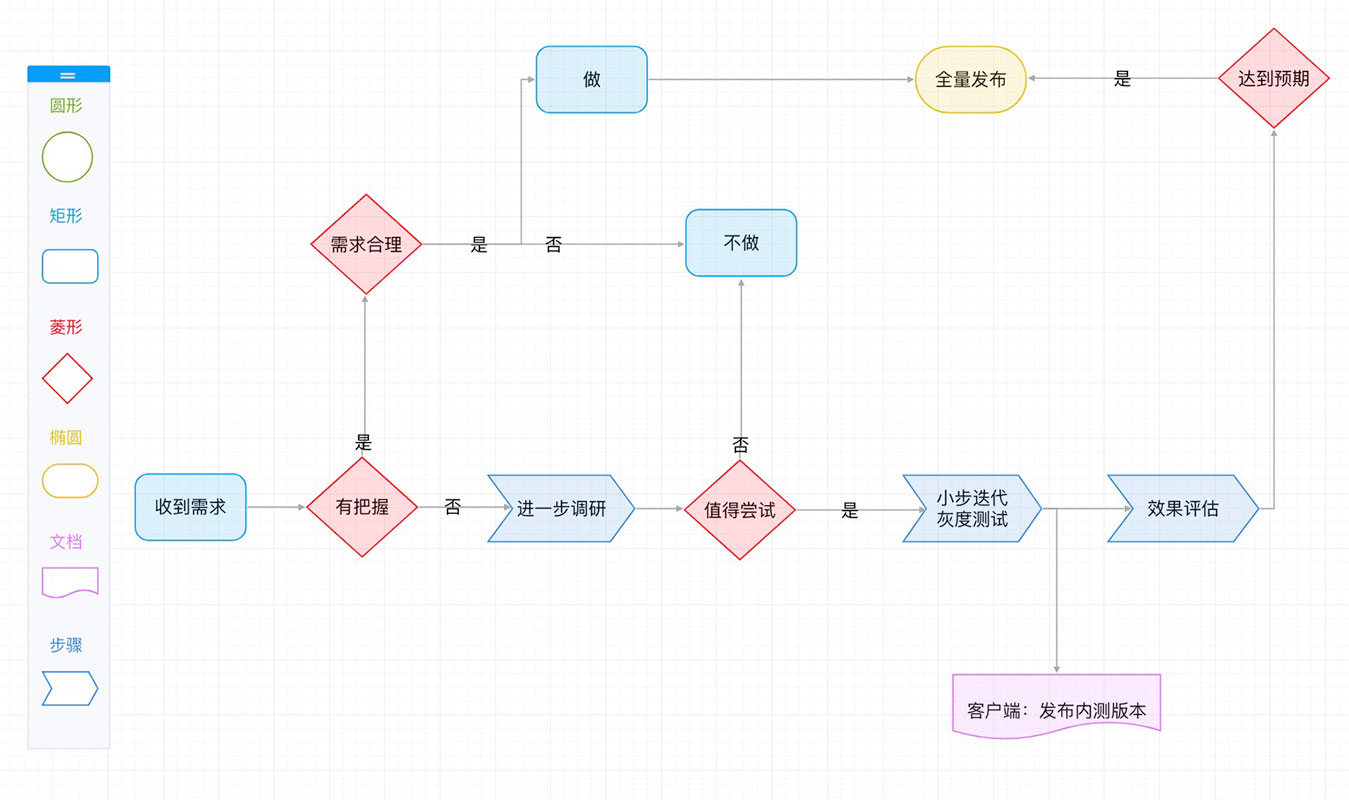 圆形
矩形
菱形
椭圆
文档
步骤
做
全量发布
是
达到预期
需求合理
是
否
不做
是
否
收到需求
有把握
否
进一步调研
值得尝试
是
小步迭代
灰度测试
效果评估
客户端：发布内测版本